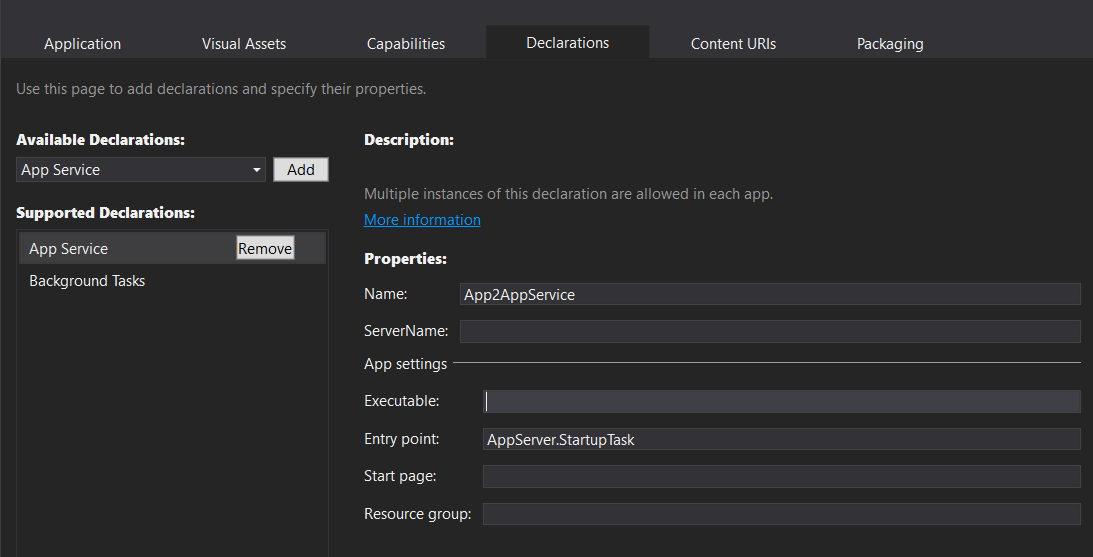 Application Visual Assets Capabilities Declarations Content URIs Packaging
Use this page to add declarations and specify their properties.
Available Declarations:
App Service Add
Supported Declarations:
App Service Remove
Background Tasks
Description:
Multiple instances of this declaration are allowed in each app.
More information
Properties:
Name: App2AppService
ServerName:
App settings
Executable:
Entry point: AppServer.StartupTask
Start page:
Resource group: